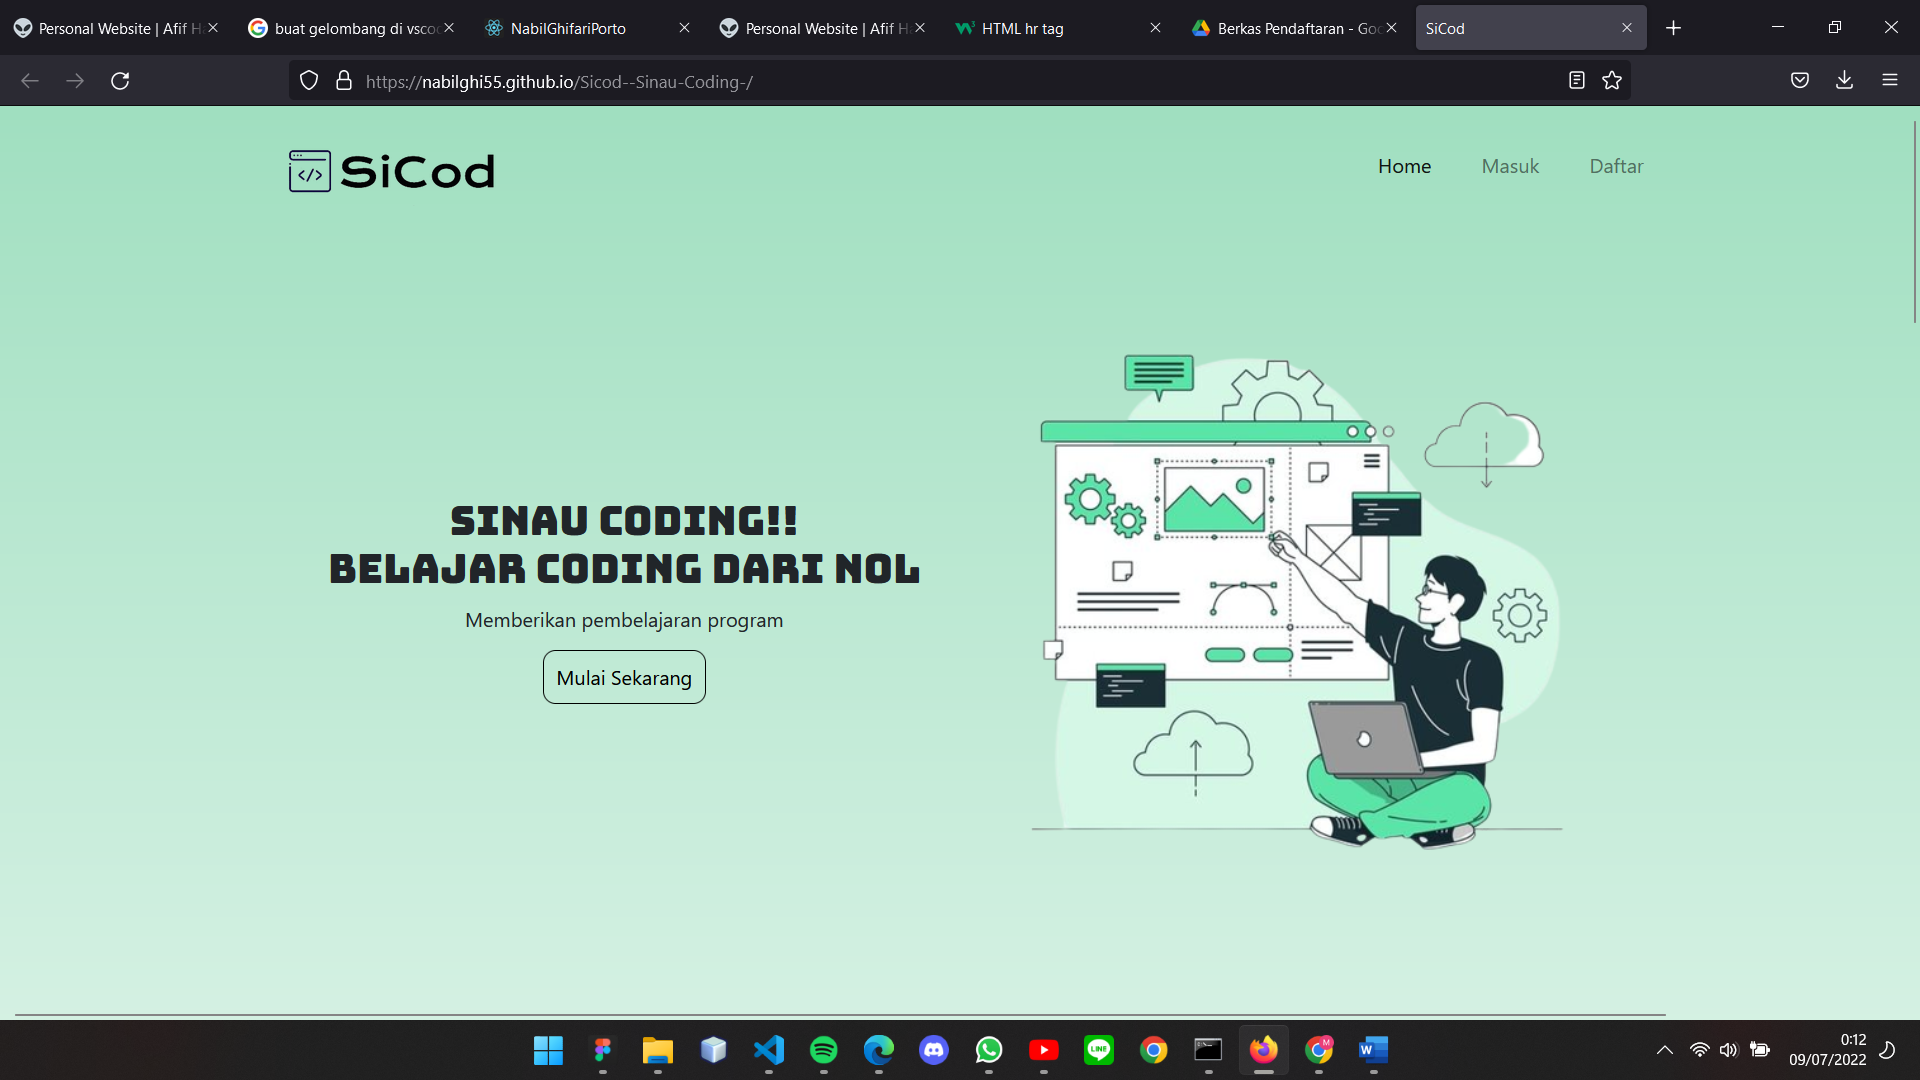 Personal Website | Afif H
buat gelombang di vscod
NabilGhifariPorto
Personal Website | Afif H
HTML hr tag
Berkas Pendaftaran - Goo
SiCod
https://nabilghi55.github.io/Sicod--Sinau-Coding-/
</> SiCod
Home
Masuk
Daftar
SINAU CODING!!
BELAJAR CODING DARI NOL
Memberikan pembelajaran program
Mulai Sekarang
0:12
09/07/2022